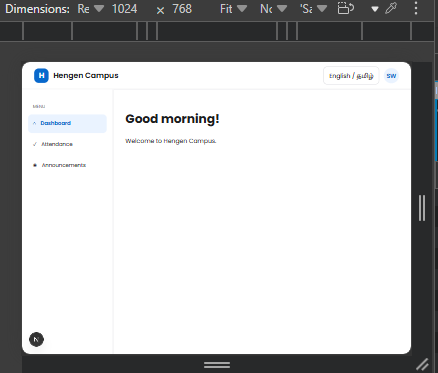 Dimensions: Re 1024 × 768 Fit No 'Sa
H Hengen Campus English / தமிழ் SW
MENU
Dashboard
Attendance
Announcements
Good morning!
Welcome to Hengen Campus.
N